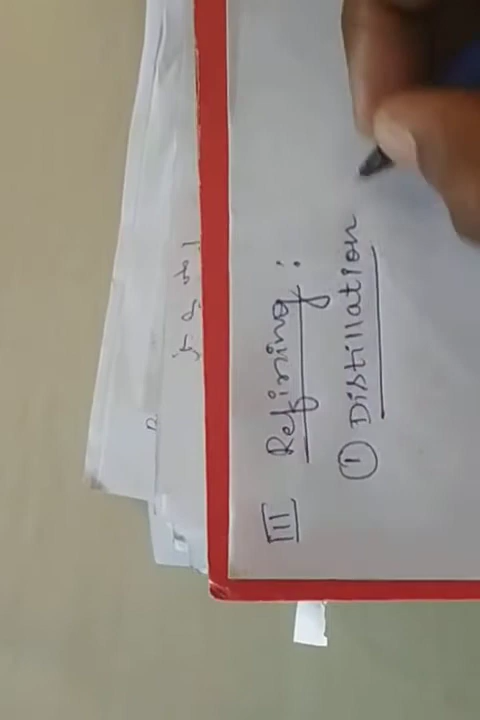 III Refining :
① Distillation